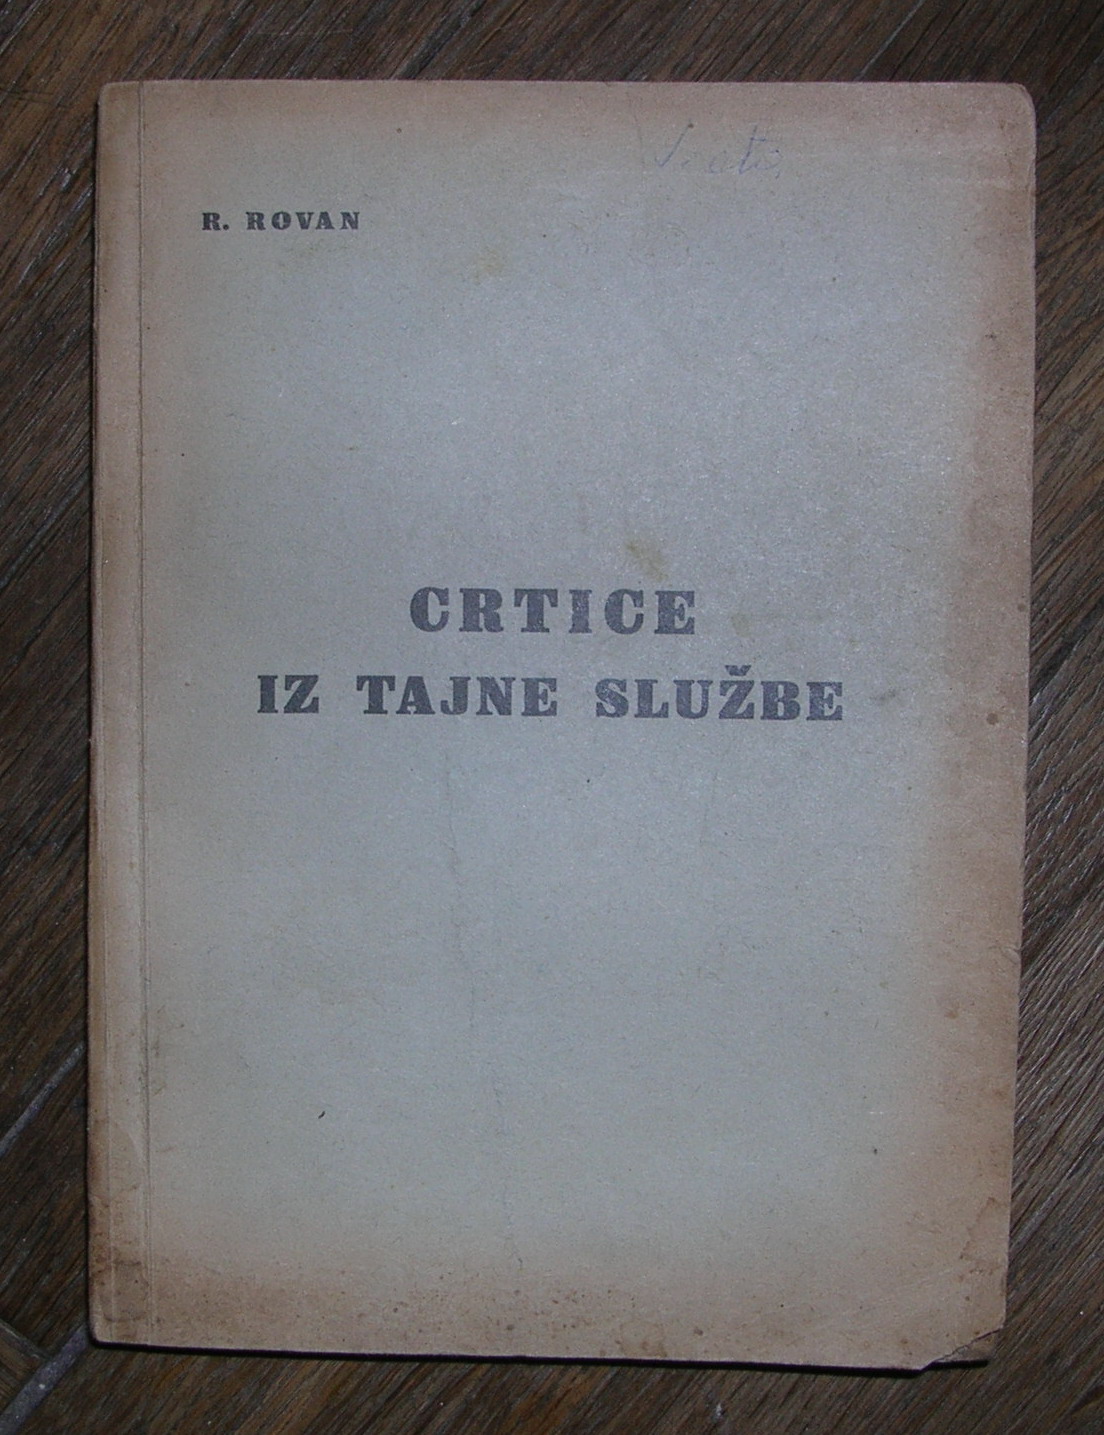 R. ROVAN
CRTICE
IZ TAJNE SLUŽBE